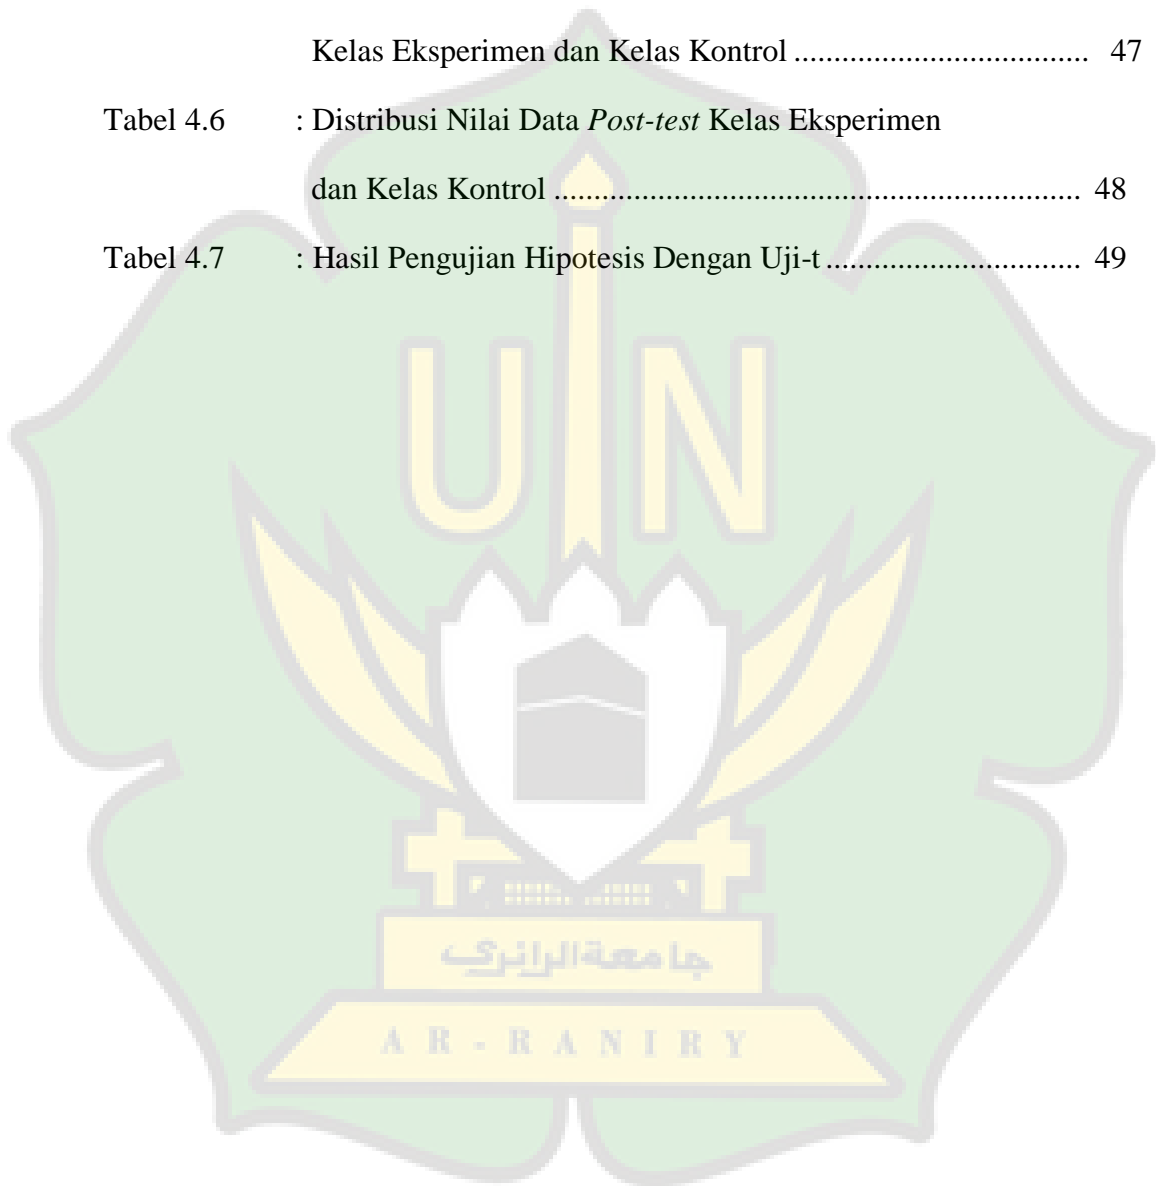 Kelas Eksperimen dan Kelas Kontrol ..................................... 47
Tabel 4.6 : Distribusi Nilai Data Post-test Kelas Eksperimen
dan Kelas Kontrol .................................................................. 48
Tabel 4.7 : Hasil Pengujian Hipotesis Dengan Uji-t ................................ 49
UIN
جامعة الرانري
AR-RANIRY